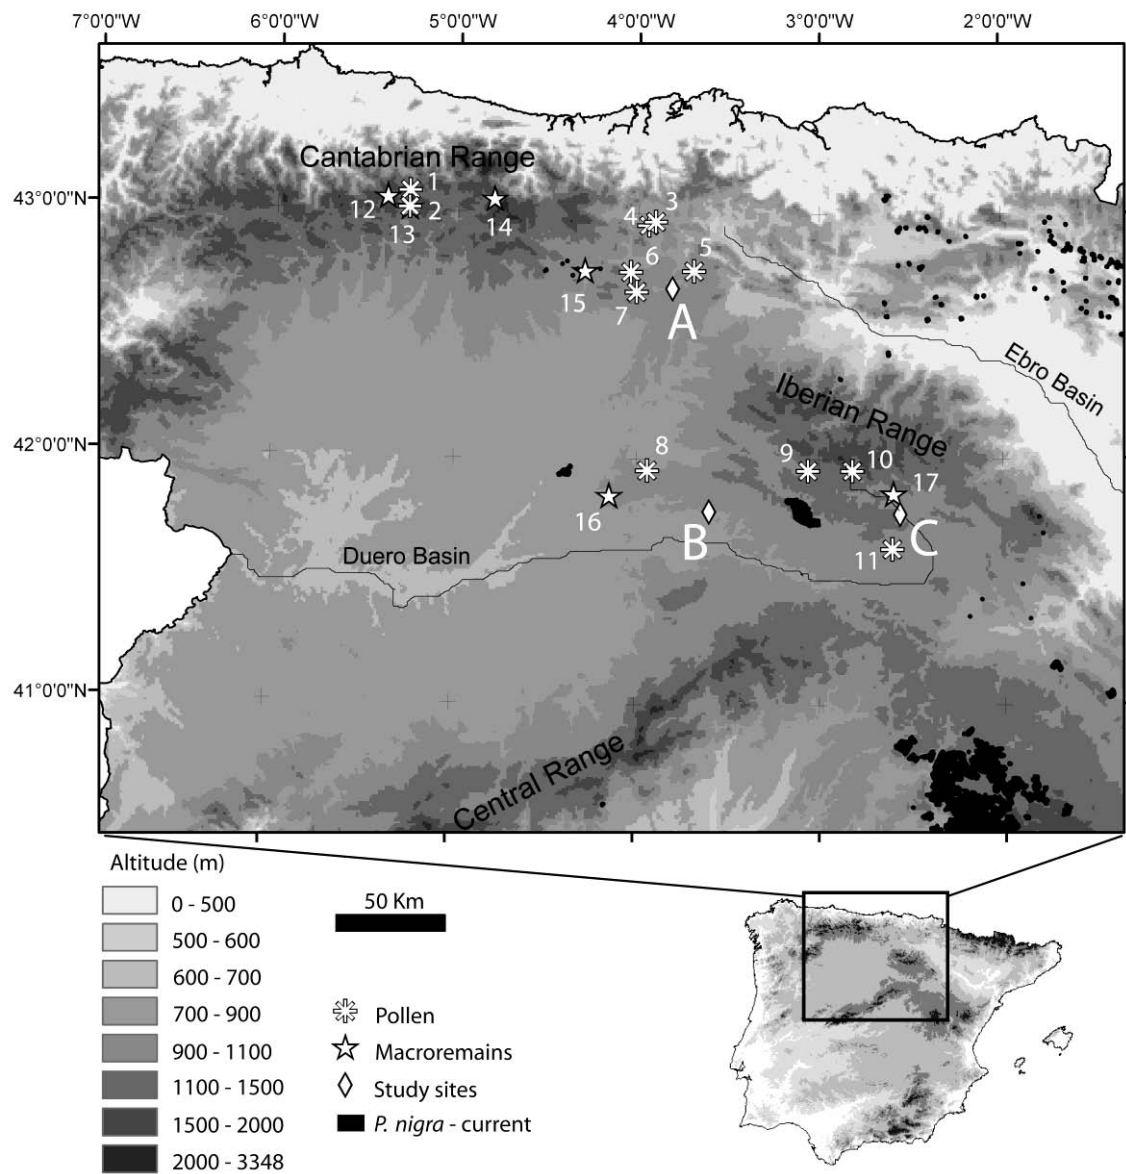 7°0'0"W 6°0'0"W 5°0'0"W 4°0'0"W 3°0'0"W 2°0'0"W
Cantabrian Range
43°0'0"N
1
12
2
13
14
3
4
5
6
7
15
A
Ebro Basin
Iberian Range
42°0'0"N
8
9
10
17
16
B
C
11
Duero Basin
41°0'0"N
Central Range
Altitude (m)
0 - 500
500 - 600
600 - 700
700 - 900
900 - 1100
1100 - 1500
1500 - 2000
2000 - 3348
50 Km
Pollen
Macroremains
Study sites
P. nigra - current